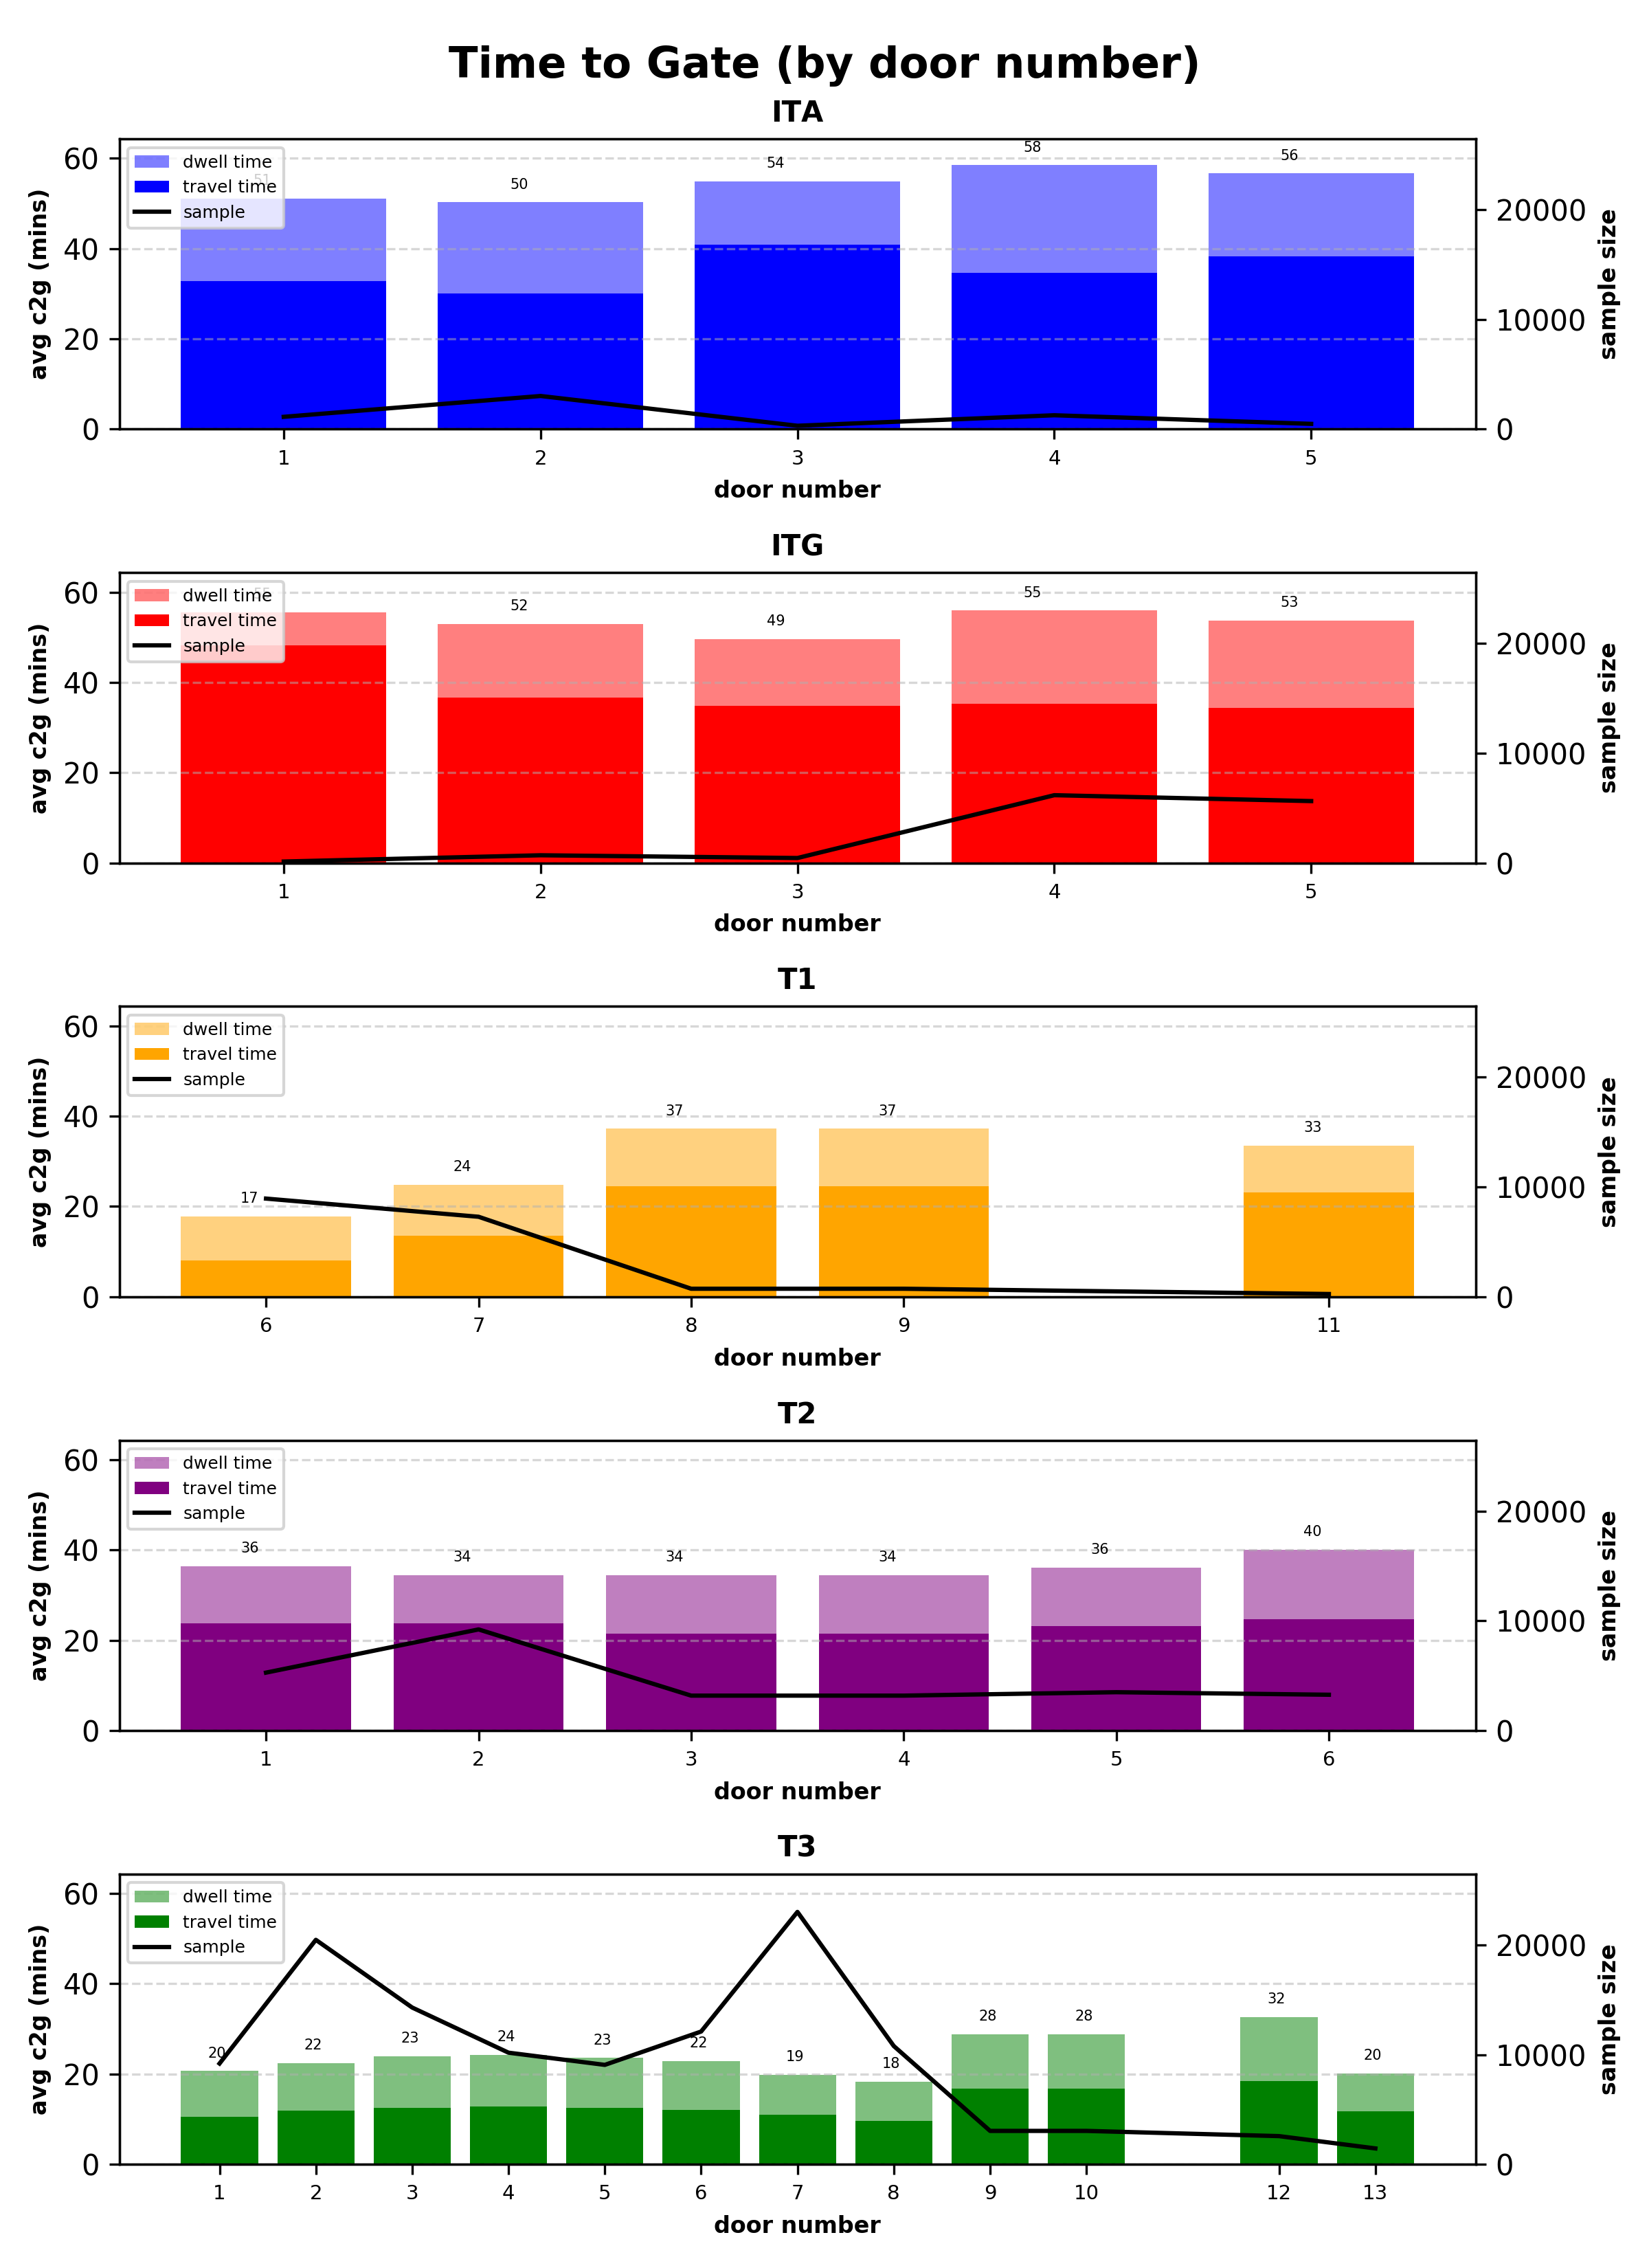 Time to Gate (by door number)
ITA
dwell time
travel time
sample
51
50
54
58
56
60
40
20
0
avg c2g (mins)
20000
10000
0
sample size
1 2 3 4 5
door number
ITG
dwell time
travel time
sample
52
49
55
53
60
40
20
0
avg c2g (mins)
20000
10000
0
sample size
1 2 3 4 5
door number
T1
dwell time
travel time
sample
17
24
37
37
33
60
40
20
0
avg c2g (mins)
20000
10000
0
sample size
6 7 8 9 11
door number
T2
dwell time
travel time
sample
36
34
34
34
36
40
60
40
20
0
avg c2g (mins)
20000
10000
0
sample size
1 2 3 4 5 6
door number
T3
dwell time
travel time
sample
20
22
23
24
23
22
19
18
28
28
32
20
60
40
20
0
avg c2g (mins)
20000
10000
0
sample size
1 2 3 4 5 6 7 8 9 10 12 13
door number